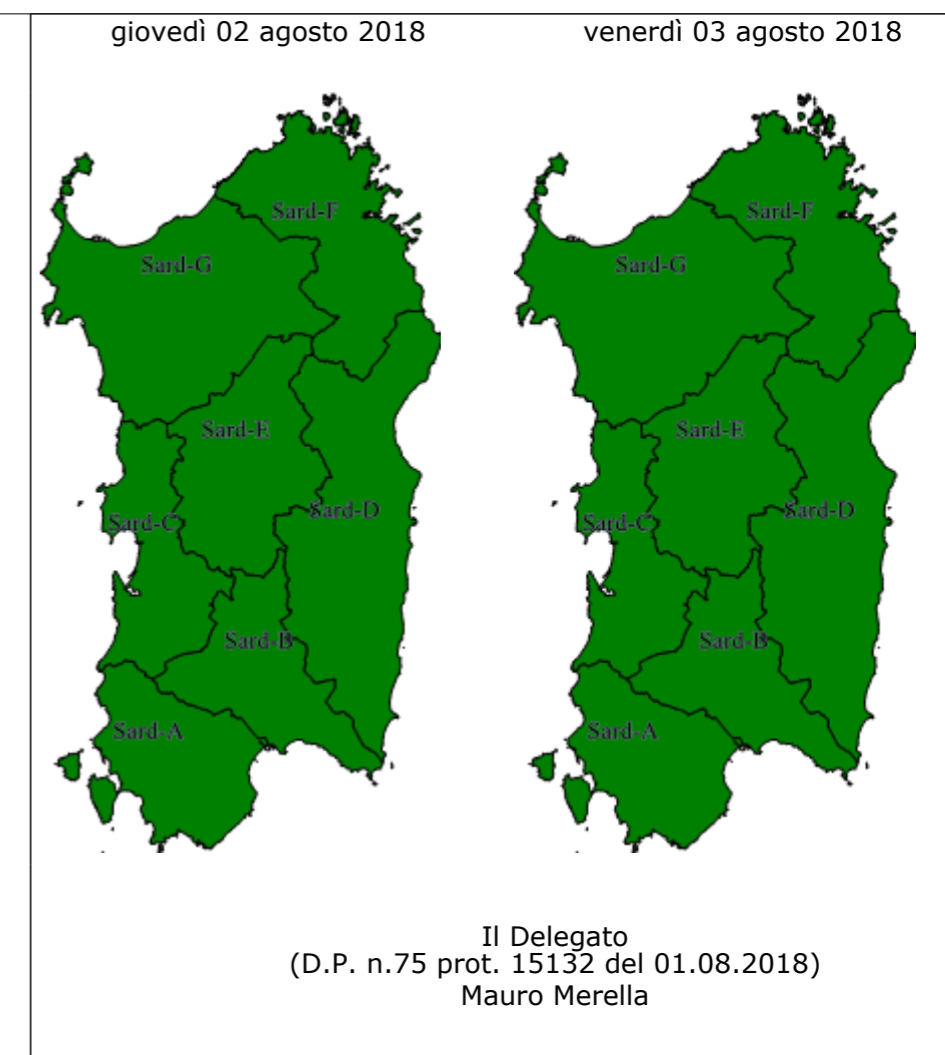 giovedì 02 agosto 2018
venerdì 03 agosto 2018
Sard-F
Sard-G
Sard-E
Sard-C
Sard-D
Sard-B
Sard-A
Sard-F
Sard-G
Sard-E
Sard-C
Sard-D
Sard-B
Sard-A
Il Delegato
(D.P. n.75 prot. 15132 del 01.08.2018)
Mauro Merella